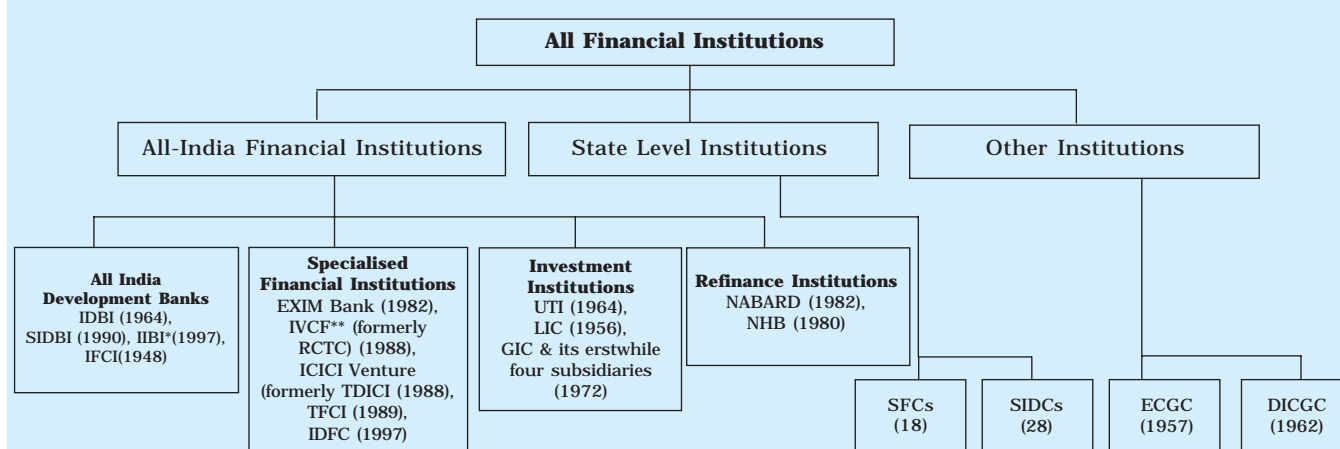 All Financial Institutions
All-India Financial Institutions
State Level Institutions
Other Institutions
All India
Development Banks
IDBI (1964),
SIDBI (1990), IIBI*(1997),
IFCI(1948)
Specialised
Financial Institutions
EXIM Bank (1982),
IVCF** (formerly
RCTC) (1988),
ICICI Venture
(formerly TDICI (1988),
TFCI (1989),
IDFC (1997)
Investment
Institutions
UTI (1964),
LIC (1956),
GIC & its erstwhile
four subsidiaries
(1972)
Refinance Institutions
NABARD (1982),
NHB (1980)
SFCs
(18)
SIDCs
(28)
ECGC
(1957)
DICGC
(1962)